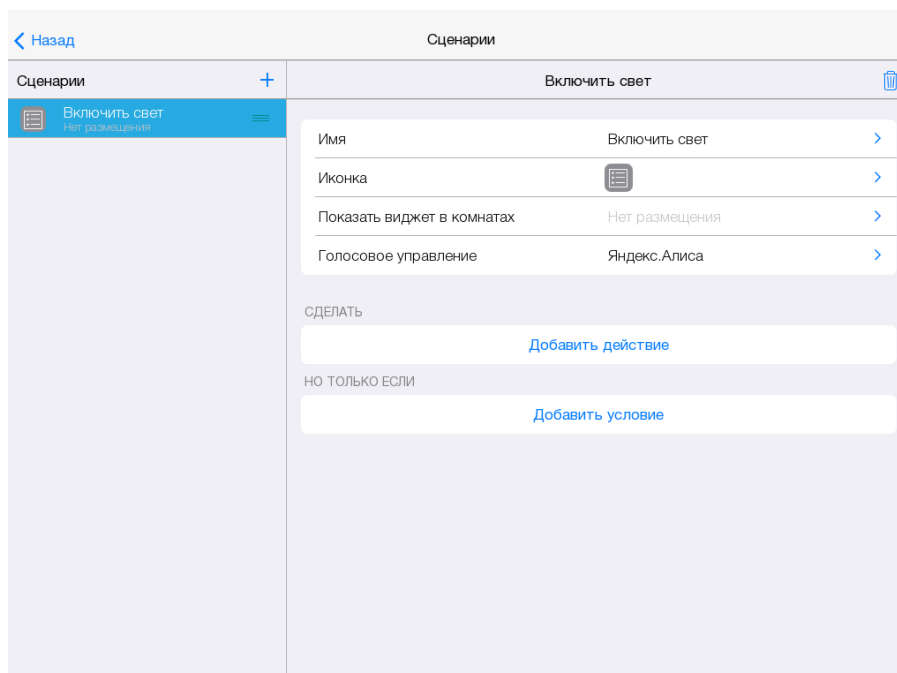 Назад
Сценарии
Сценарии
Включить свет
Включить свет
Нет размещения
Имя Включить свет
Иконка
Показать виджет в комнатах Нет размещения
Голосовое управление Яндекс.Алиса
СДЕЛАТЬ
Добавить действие
НО ТОЛЬКО ЕСЛИ
Добавить условие